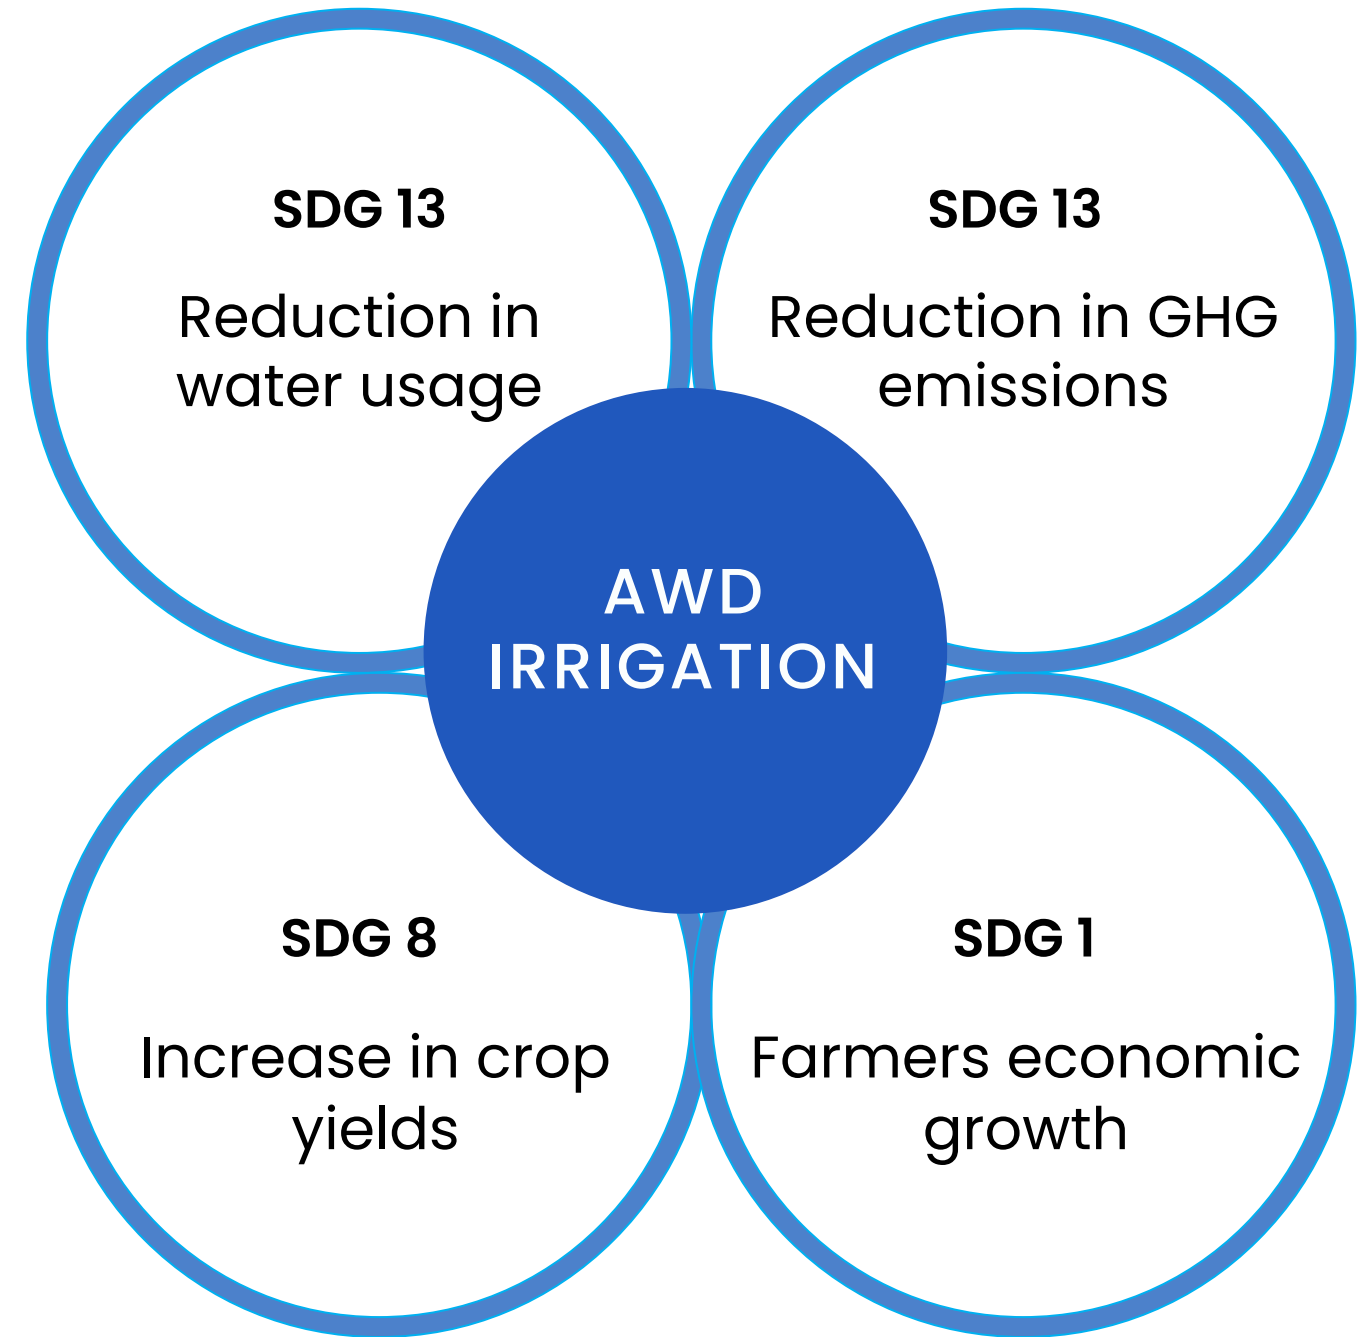 SDG 13
Reduction in
water usage
SDG 13
Reduction in GHG
emissions
AWD
IRRIGATION
SDG 8
Increase in crop
yields
SDG 1
Farmers economic
growth